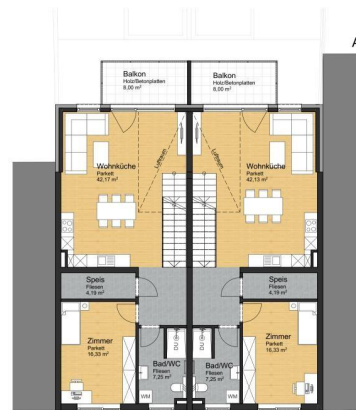 A
Balkon
Holz/Betonplatten
8,00 m²
Balkon
Holz/Betonplatten
8,00 m²
Wohnküche
Parkett
42,17 m²
Luftraum
Luftraum
Wohnküche
Parkett
42,13 m²
Speis
Fliesen
4,19 m²
Speis
Fliesen
4,19 m²
Zimmer
Parkett
16,33 m²
DU
DU
Bad/WC
Fliesen
7,25 m²
Bad/WC
Fliesen
7,25 m²
Zimmer
Parkett
16,33 m²
WM
WM